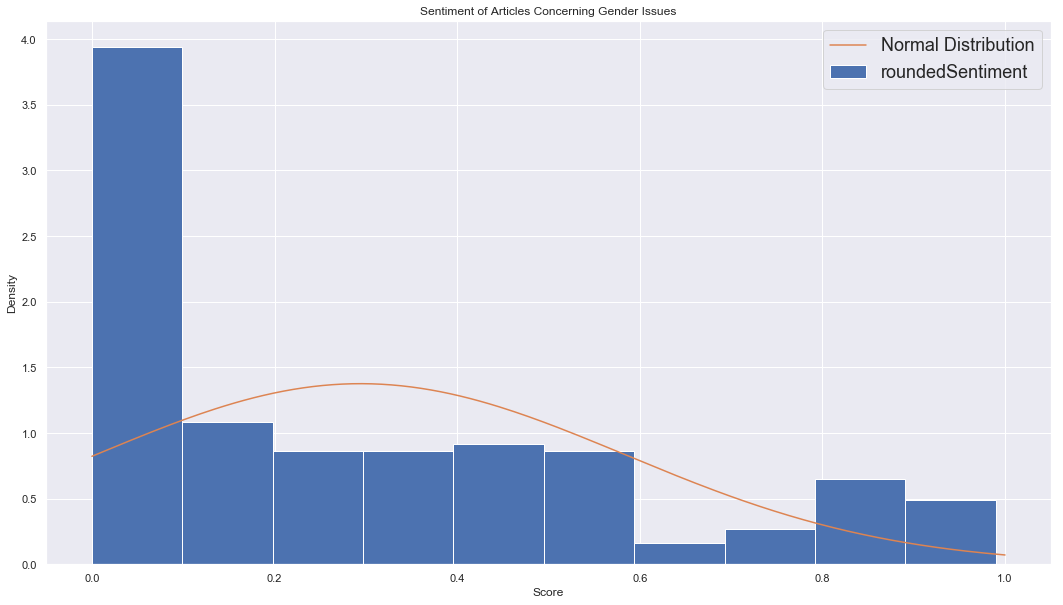 Sentiment of Articles Concerning Gender Issues
Normal Distribution
roundedSentiment
4.0
3.5
3.0
2.5
2.0
1.5
1.0
0.5
0.0
Density
0.0 0.2 0.4 0.6 0.8 1.0
Score